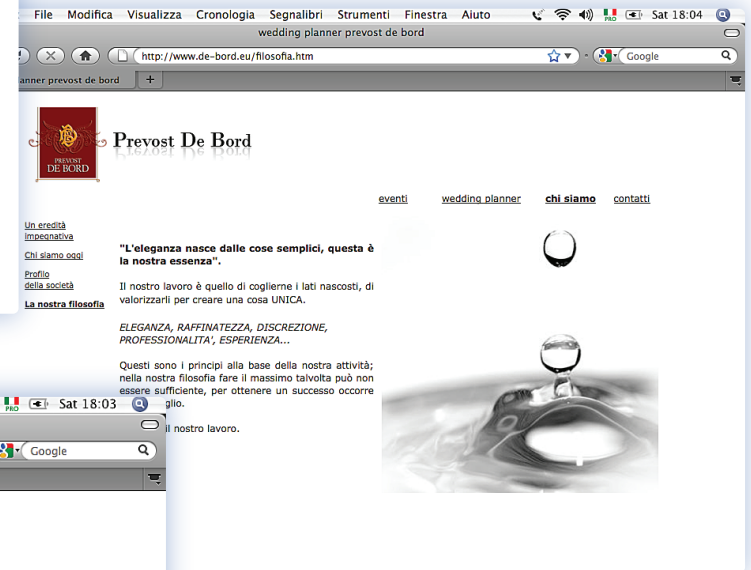 File Modifica Visualizza Cronologia Segnalibri Strumenti Finestra Aiuto PRO Sat 18:04
wedding planner prevost de bord
http://www.de-bord.eu/filosofia.htm Google
anner prevost de bord +
PREVOST
DE BORD
Prevost De Bord
eventi wedding planner chi siamo contatti
Un eredità
impegnativa
Chi siamo oggi
Profilo
della società
La nostra filosofia
"L'eleganza nasce dalle cose semplici, questa è
la nostra essenza".
Il nostro lavoro è quello di coglierne i lati nascosti, di
valorizzarli per creare una cosa UNICA.
ELEGANZA, RAFFINATEZZA, DISCREZIONE,
PROFESSIONALITA', ESPERIENZA...
Questi sono i principi alla base della nostra attività;
nella nostra filosofia fare il massimo talvolta può non
essere sufficiente, per ottenere un successo occorre
glio.
il nostro lavoro.
PRO Sat 18:03
Google